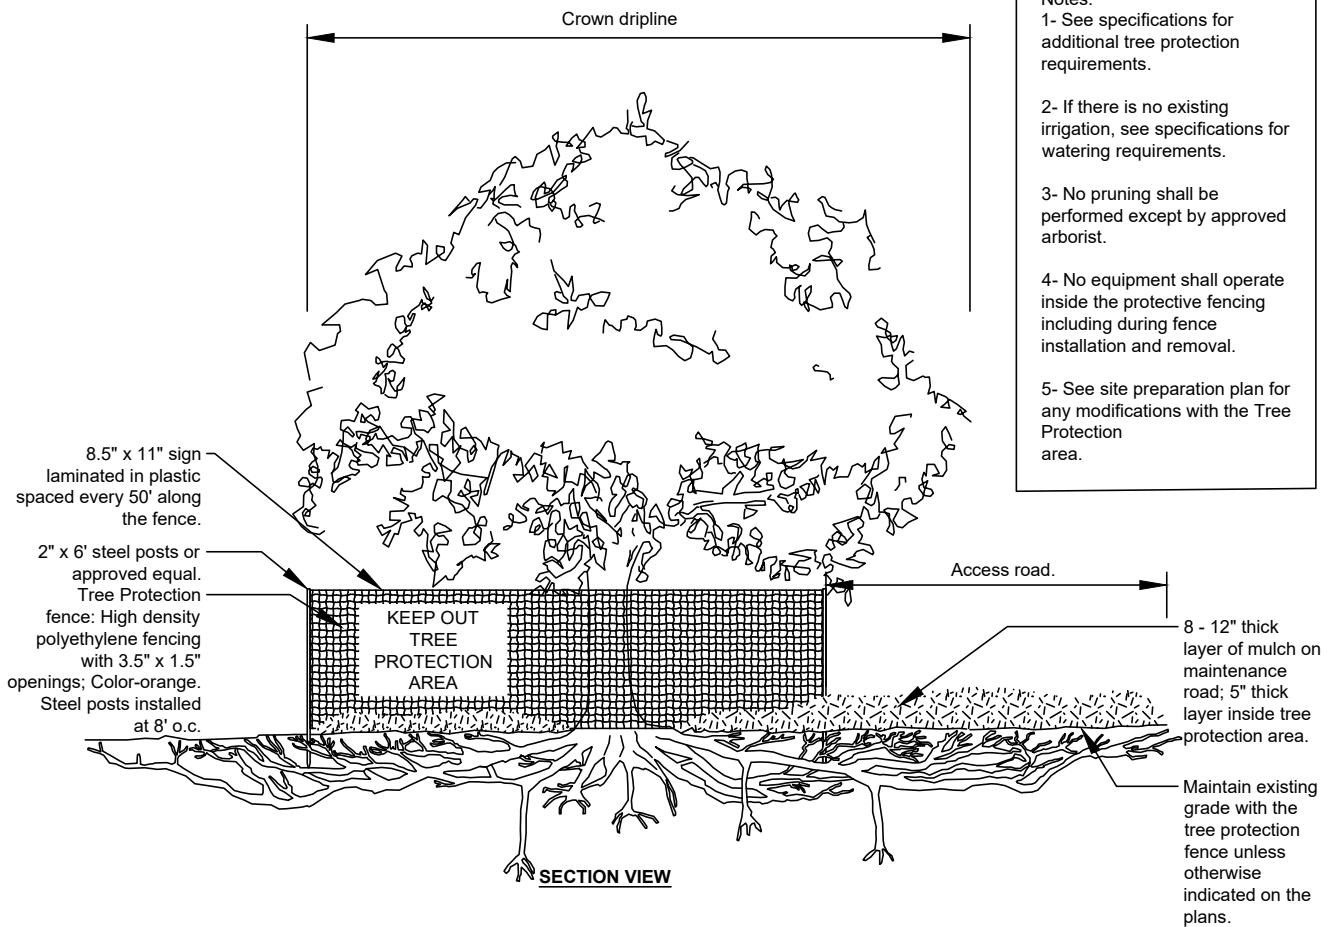 Crown dripline
Notes:
1- See specifications for
additional tree protection
requirements.
2- If there is no existing
irrigation, see specifications for
watering requirements.
3- No pruning shall be
performed except by approved
arborist.
4- No equipment shall operate
inside the protective fencing
including during fence
installation and removal.
5- See site preparation plan for
any modifications with the Tree
Protection
area.
8.5" x 11" sign
laminated in plastic
spaced every 50' along
the fence.
2" x 6' steel posts or
approved equal.
Tree Protection
fence: High density
polyethylene fencing
with 3.5" x 1.5"
openings; Color-orange.
Steel posts installed
at 8' o.c.
KEEP OUT
TREE
PROTECTION
AREA
Access road.
8 - 12" thick
layer of mulch on
maintenance
road; 5" thick
layer inside tree
protection area.
Maintain existing
grade with the
tree protection
fence unless
otherwise
indicated on the
plans.
SECTION VIEW